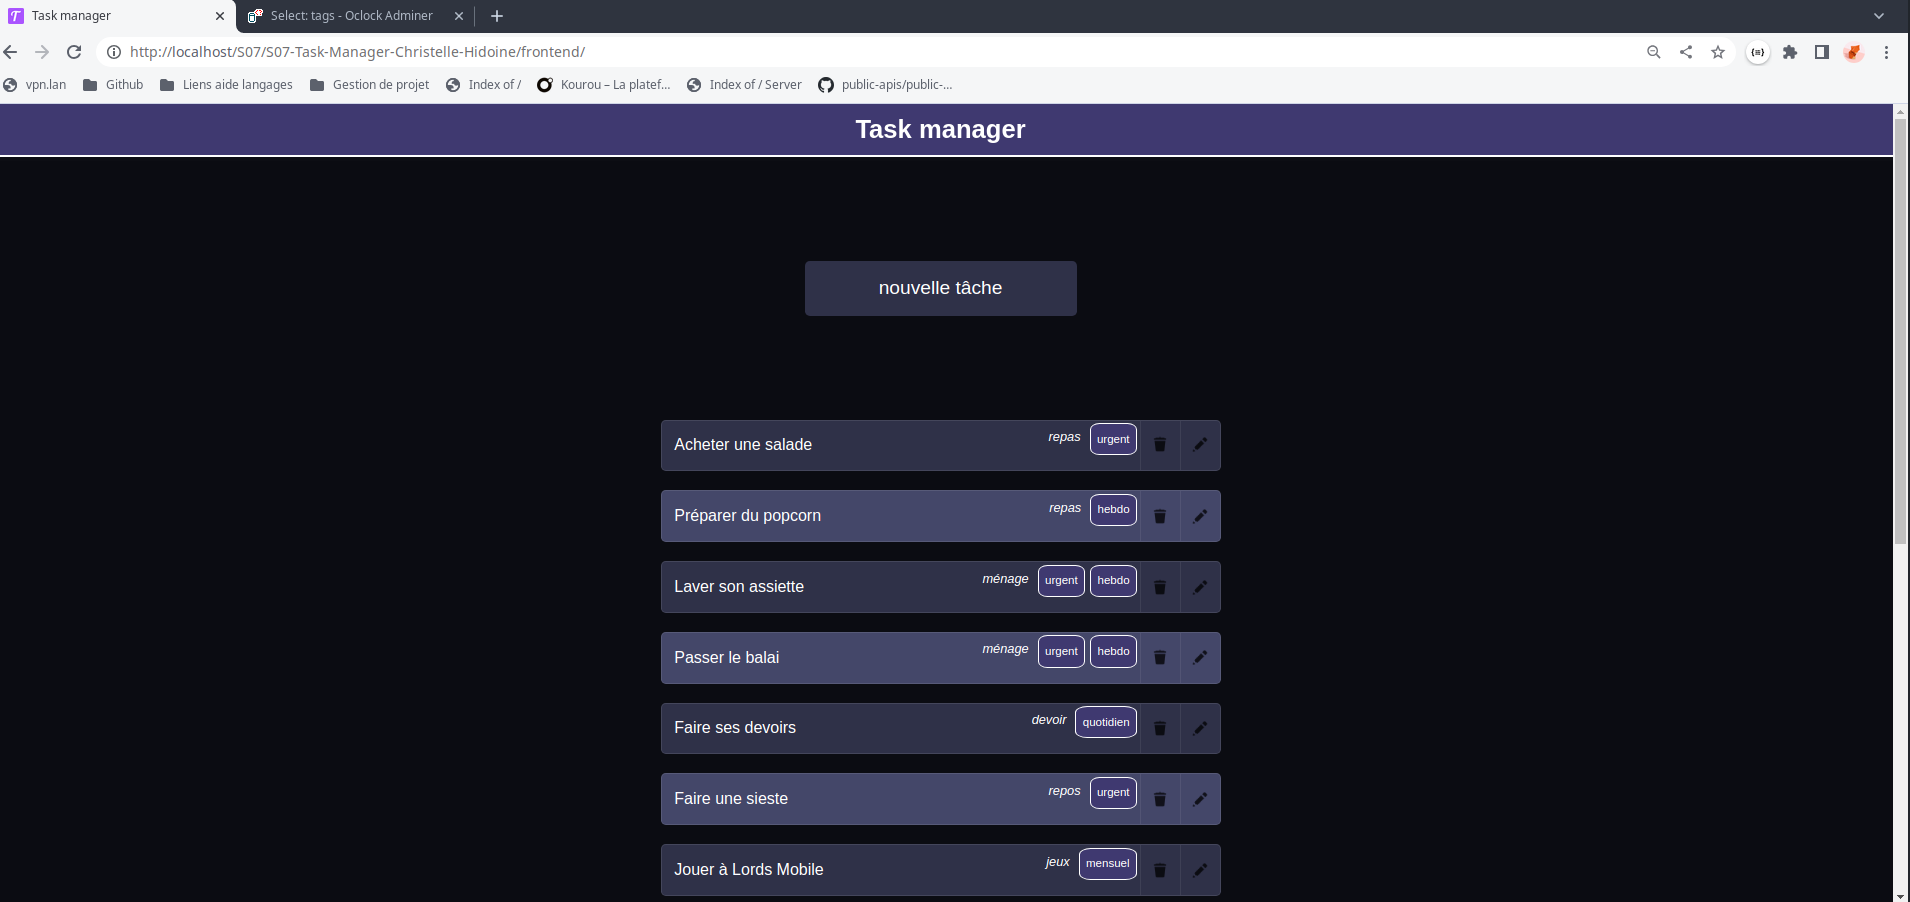 Task manager
Select: tags - Oclock Adminer
http://localhost/S07/S07-Task-Manager-Christelle-Hidoine/frontend/
vpn.lan Github Liens aide langages Gestion de projet Index of / Kourou – La platef... Index of / Server public-apis/public-...
Task manager
nouvelle tâche
Acheter une salade repas urgent
Préparer du popcorn repas hebdo
Laver son assiette ménage urgent hebdo
Passer le balai ménage urgent hebdo
Faire ses devoirs devoir quotidien
Faire une sieste repos urgent
Jouer à Lords Mobile jeux mensuel